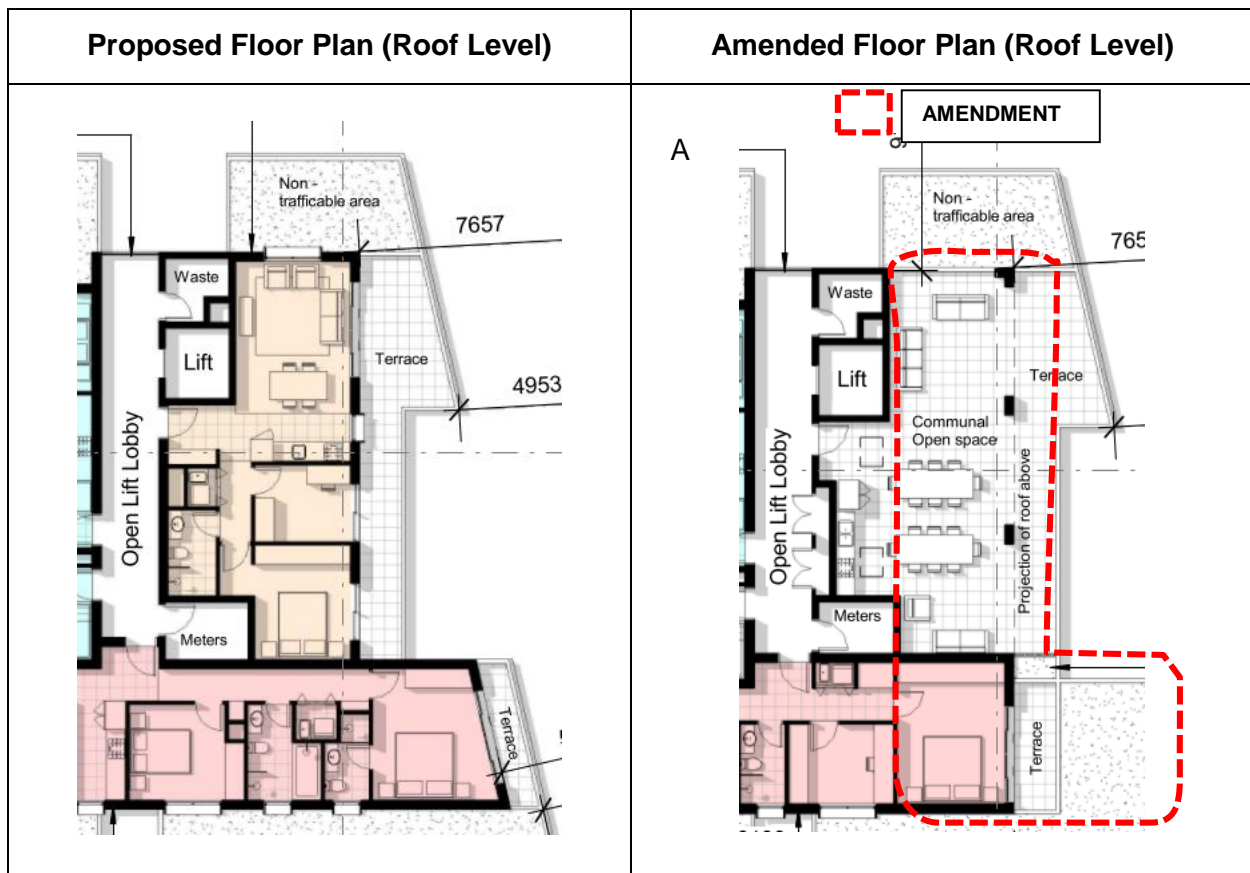 Proposed Floor Plan (Roof Level)
Non -
trafficable area
7657
Waste
Lift
Terrace
4953
Open Lift Lobby
Meters
Terrace
Amended Floor Plan (Roof Level)
AMENDMENT
A
Non -
trafficable area
765
Waste
Lift
Terrace
Communal
Open space
Open Lift Lobby
Projection of roof above
Meters
Terrace